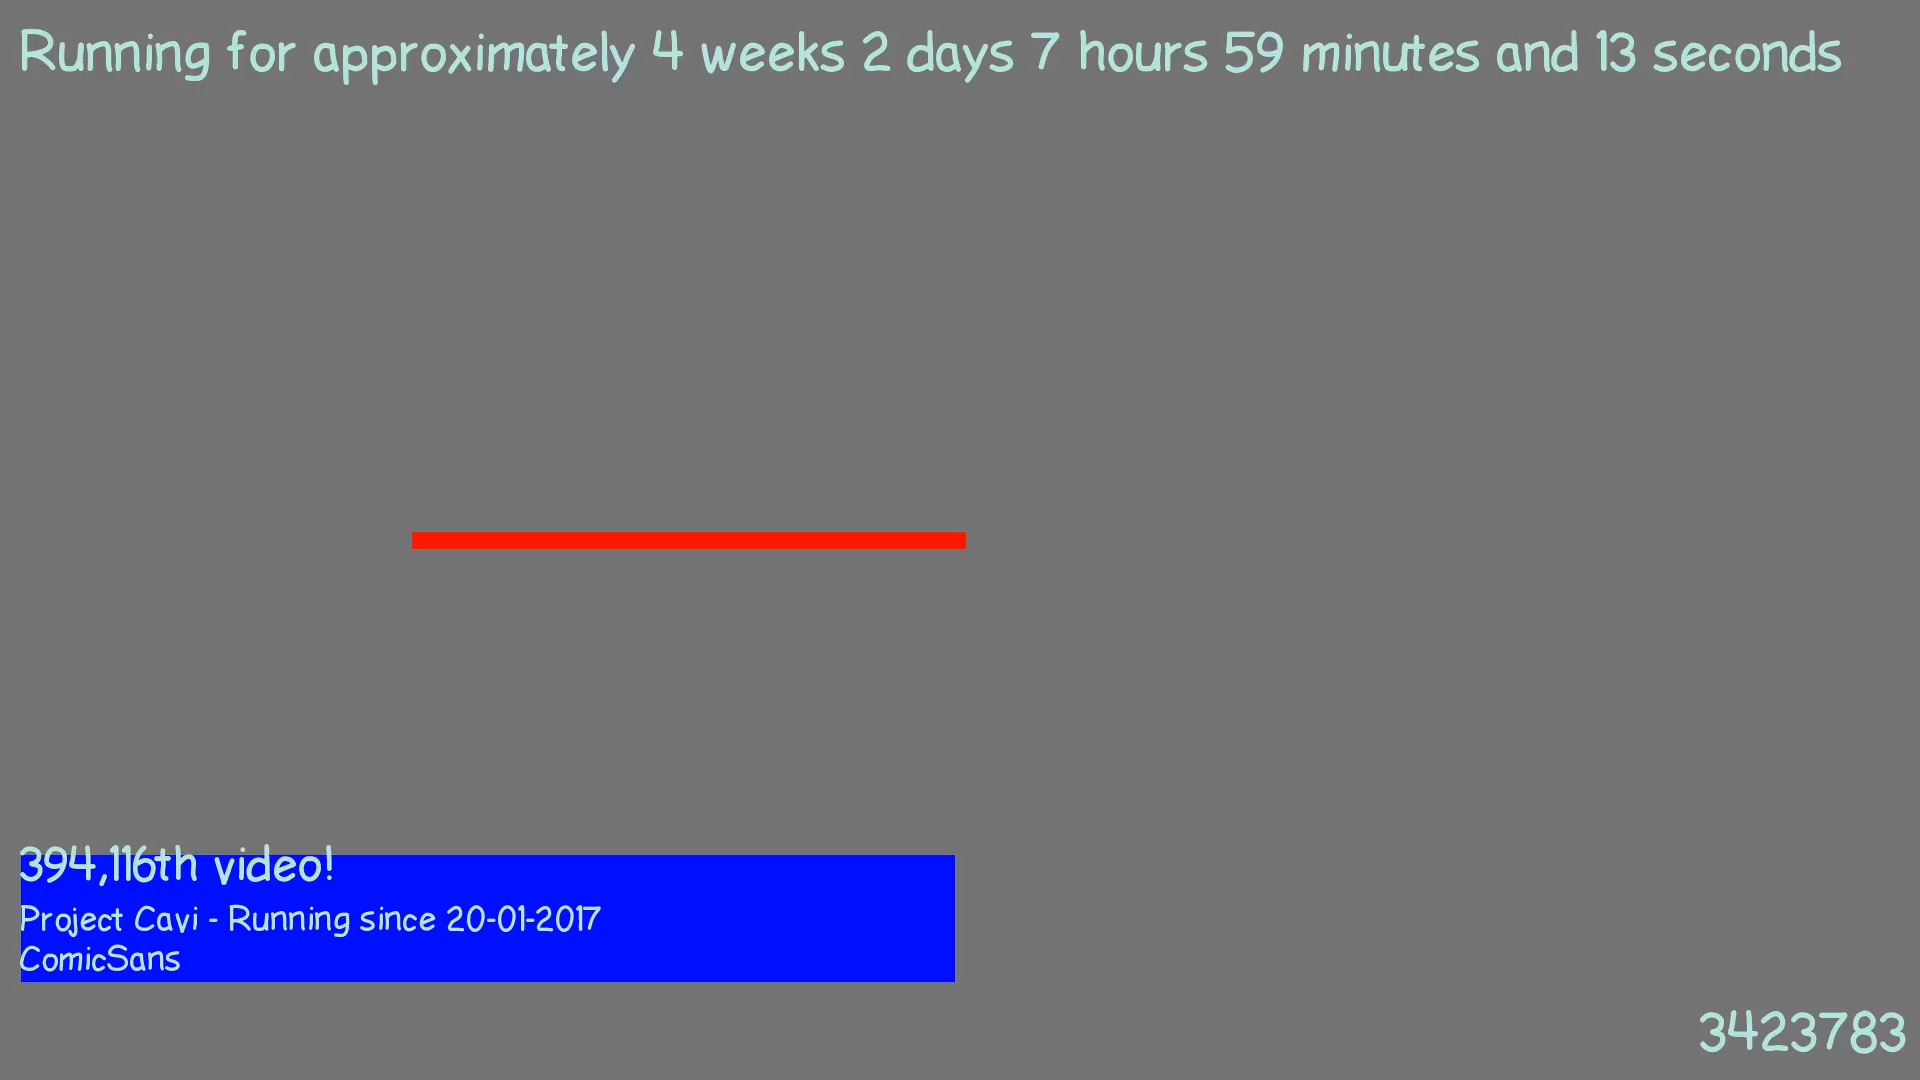 Running for approximately 4 weeks 2 days 7 hours 59 minutes and 13 seconds
394,116th video!
Project Cavi - Running since 20-01-2017
ComicSans
3423783